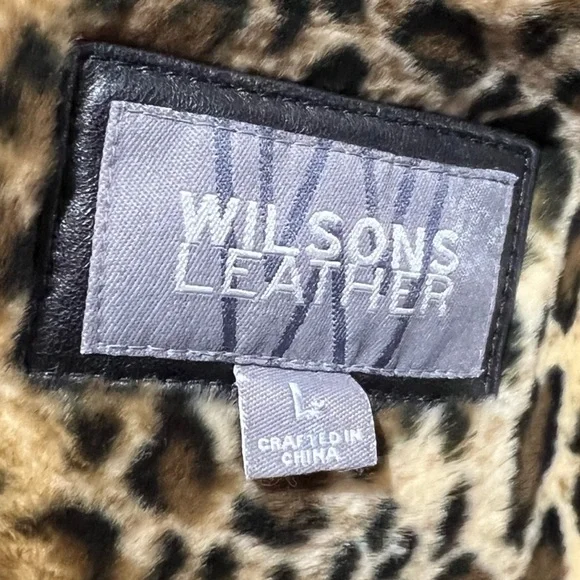 WILSONS
LEATHER
L
CRAFTED IN
CHINA